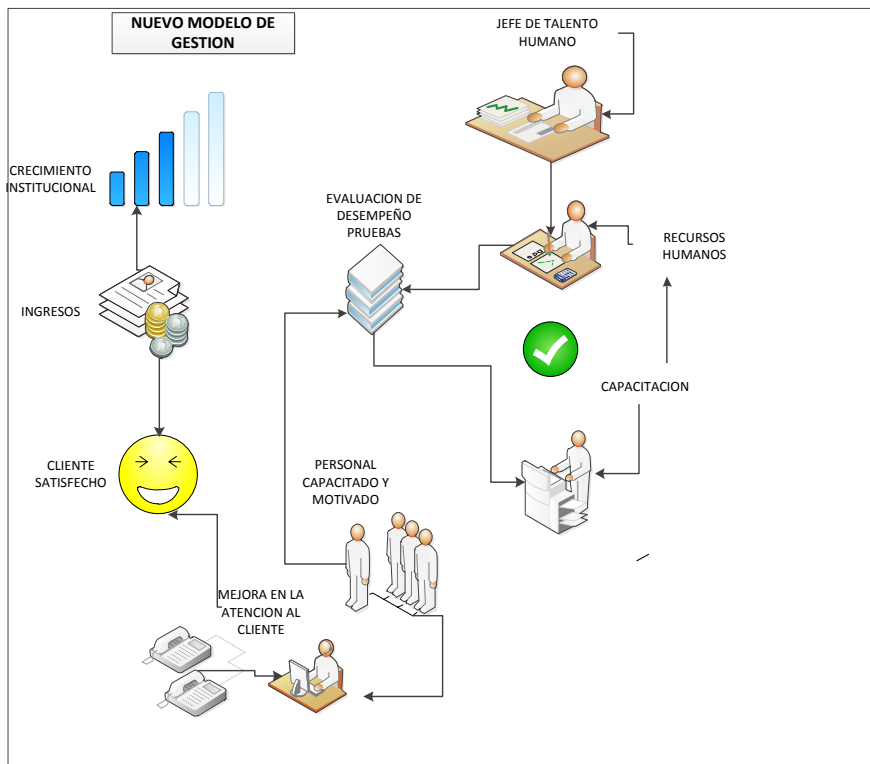 NUEVO MODELO DE
GESTION
JEFE DE TALENTO
HUMANO
CRECIMIENTO
INSTITUCIONAL
EVALUACION DE
DESEMPEÑO
PRUEBAS
RECURSOS
HUMANOS
INGRESOS
CAPACITACION
CLIENTE
SATISFECHO
PERSONAL
CAPACITADO Y
MOTIVADO
MEJORA EN LA
ATENCION AL
CLIENTE